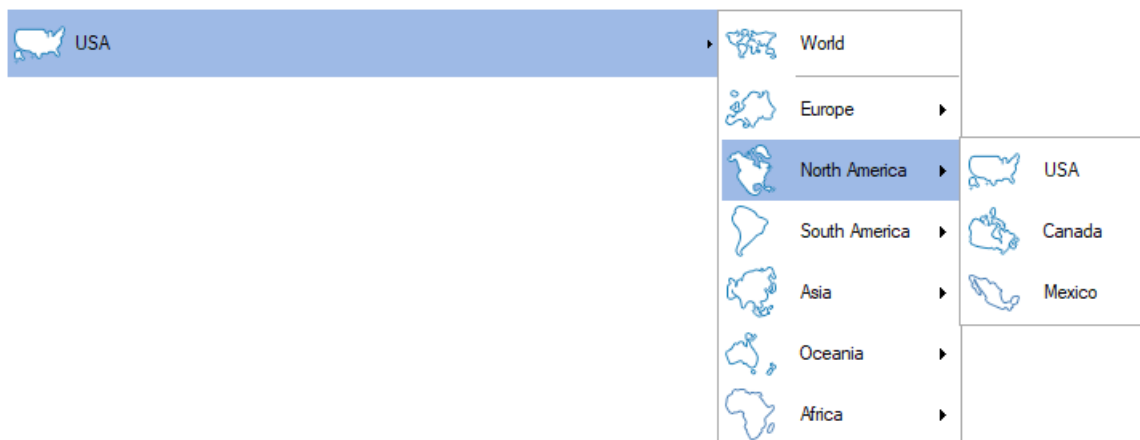 USA
World
Europe
North America
South America
Asia
Oceania
Africa
USA
Canada
Mexico